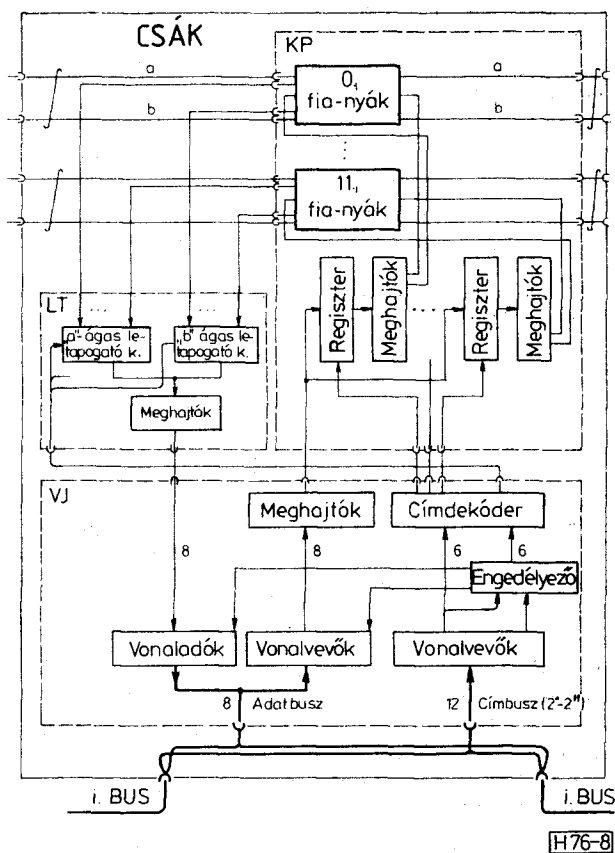 CSÁK
KP
a
a
0.,
fia-nyák
b
b
11.,
fia-nyák
Regiszter
Meghajtók
Regiszter
Meghajtók
LT
"a"-ágas le-
tapogató k.
"b" ágas le-
tapogató k.
Meghajtók
VJ
Meghajtók
Címdekóder
8
8
6
6
Engedélyező
Vonaladók
Vonalvevők
Vonalvevők
8 Adatbusz
12 Címbusz (2°-2¹¹)
i. BUS
i. BUS
H76-8